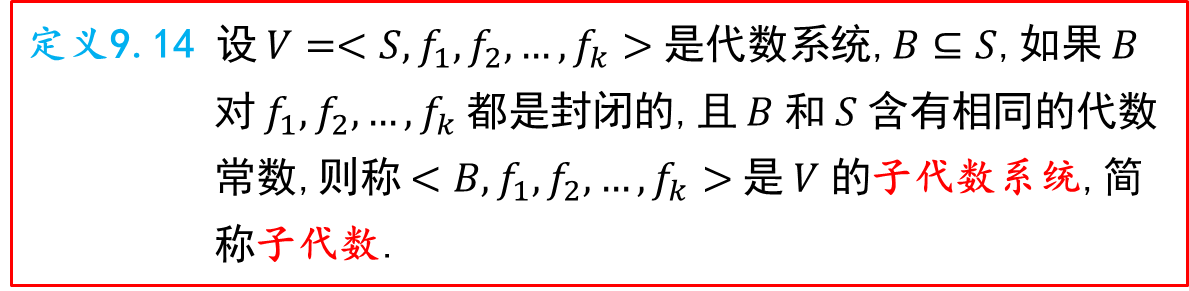 定义9.14 设 V =< S, f₁, f₂, …, fₖ > 是代数系统, B ⊆ S, 如果 B
对 f₁, f₂, …, fₖ 都是封闭的, 且 B 和 S 含有相同的代数
常数, 则称 < B, f₁, f₂, …, fₖ > 是 V 的子代数系统, 简
称子代数.